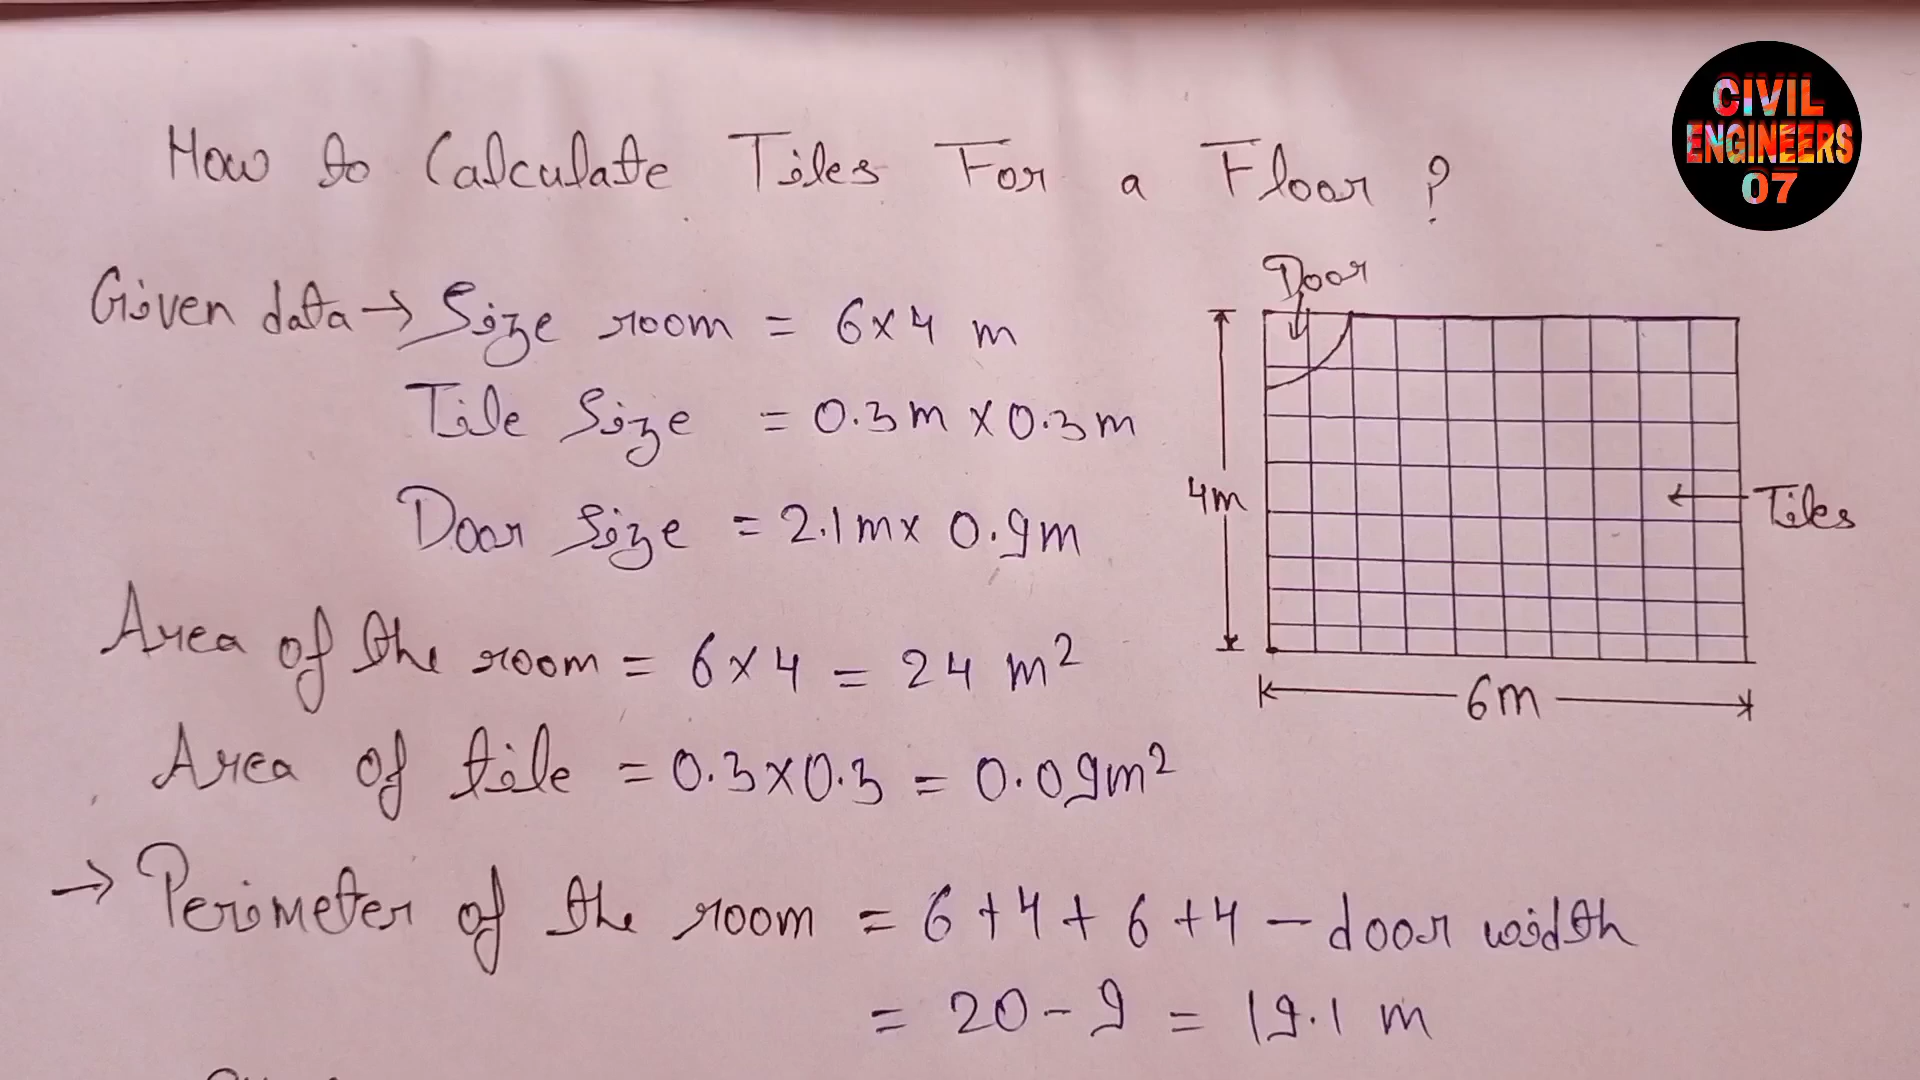 CIVIL
ENGINEERS
07
How to Calculate Tiles For a Floor ?
Given data → Size room = 6×4 m
Tile Size = 0.3m × 0.3m
Door Size = 2.1m× 0.9m
Door
4m
Tiles
6m
Area of the room = 6×4 = 24 m²
Area of tile = 0.3×0.3 = 0.09m²
→ Perimeter of the room = 6+4+6+4 – door width
= 20 - 9 = 19.1 m